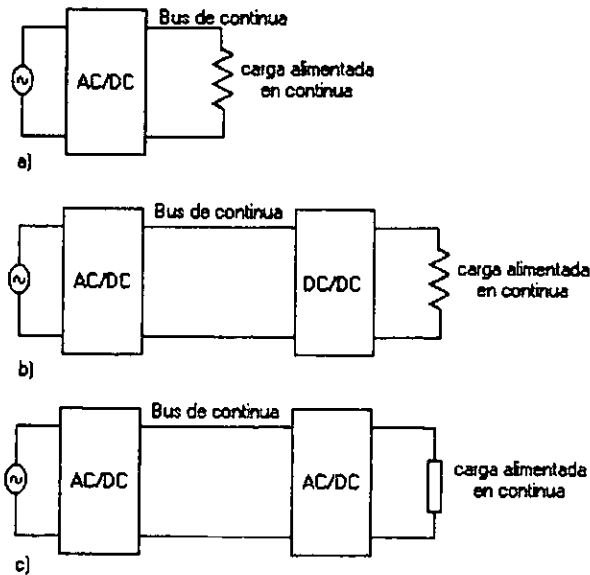 Bus de continua
AC/DC
carga alimentada
en continua
a)
Bus de continua
AC/DC
DC/DC
carga alimentada
en continua
b)
Bus de continua
AC/DC
AC/DC
carga alimentada
en continua
c)